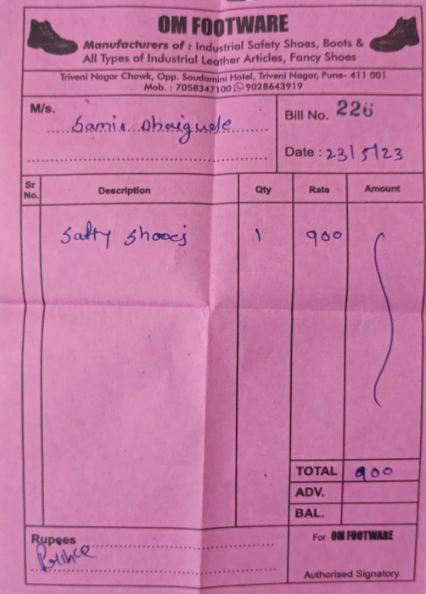 OM FOOTWARE
Manufacturers of : Industrial Safety Shoes, Boots &
All Types of Industrial Leather Articles, Fancy Shoes
Triveni Nagar Chowk, Opp. Saudamini Hotel, Triveni Nagar, Pune- 411 001
Mob. : 7058347100 9028643919
M/s. Samir Dhaigude
Bill No. 226
Date : 23/5/23
Sr No. Description Qty Rate Amount
Safty Shooes 1 900
TOTAL 900
ADV.
BAL.
Rupees
Prince
For OM FOOTWARE
Authorised Signatory